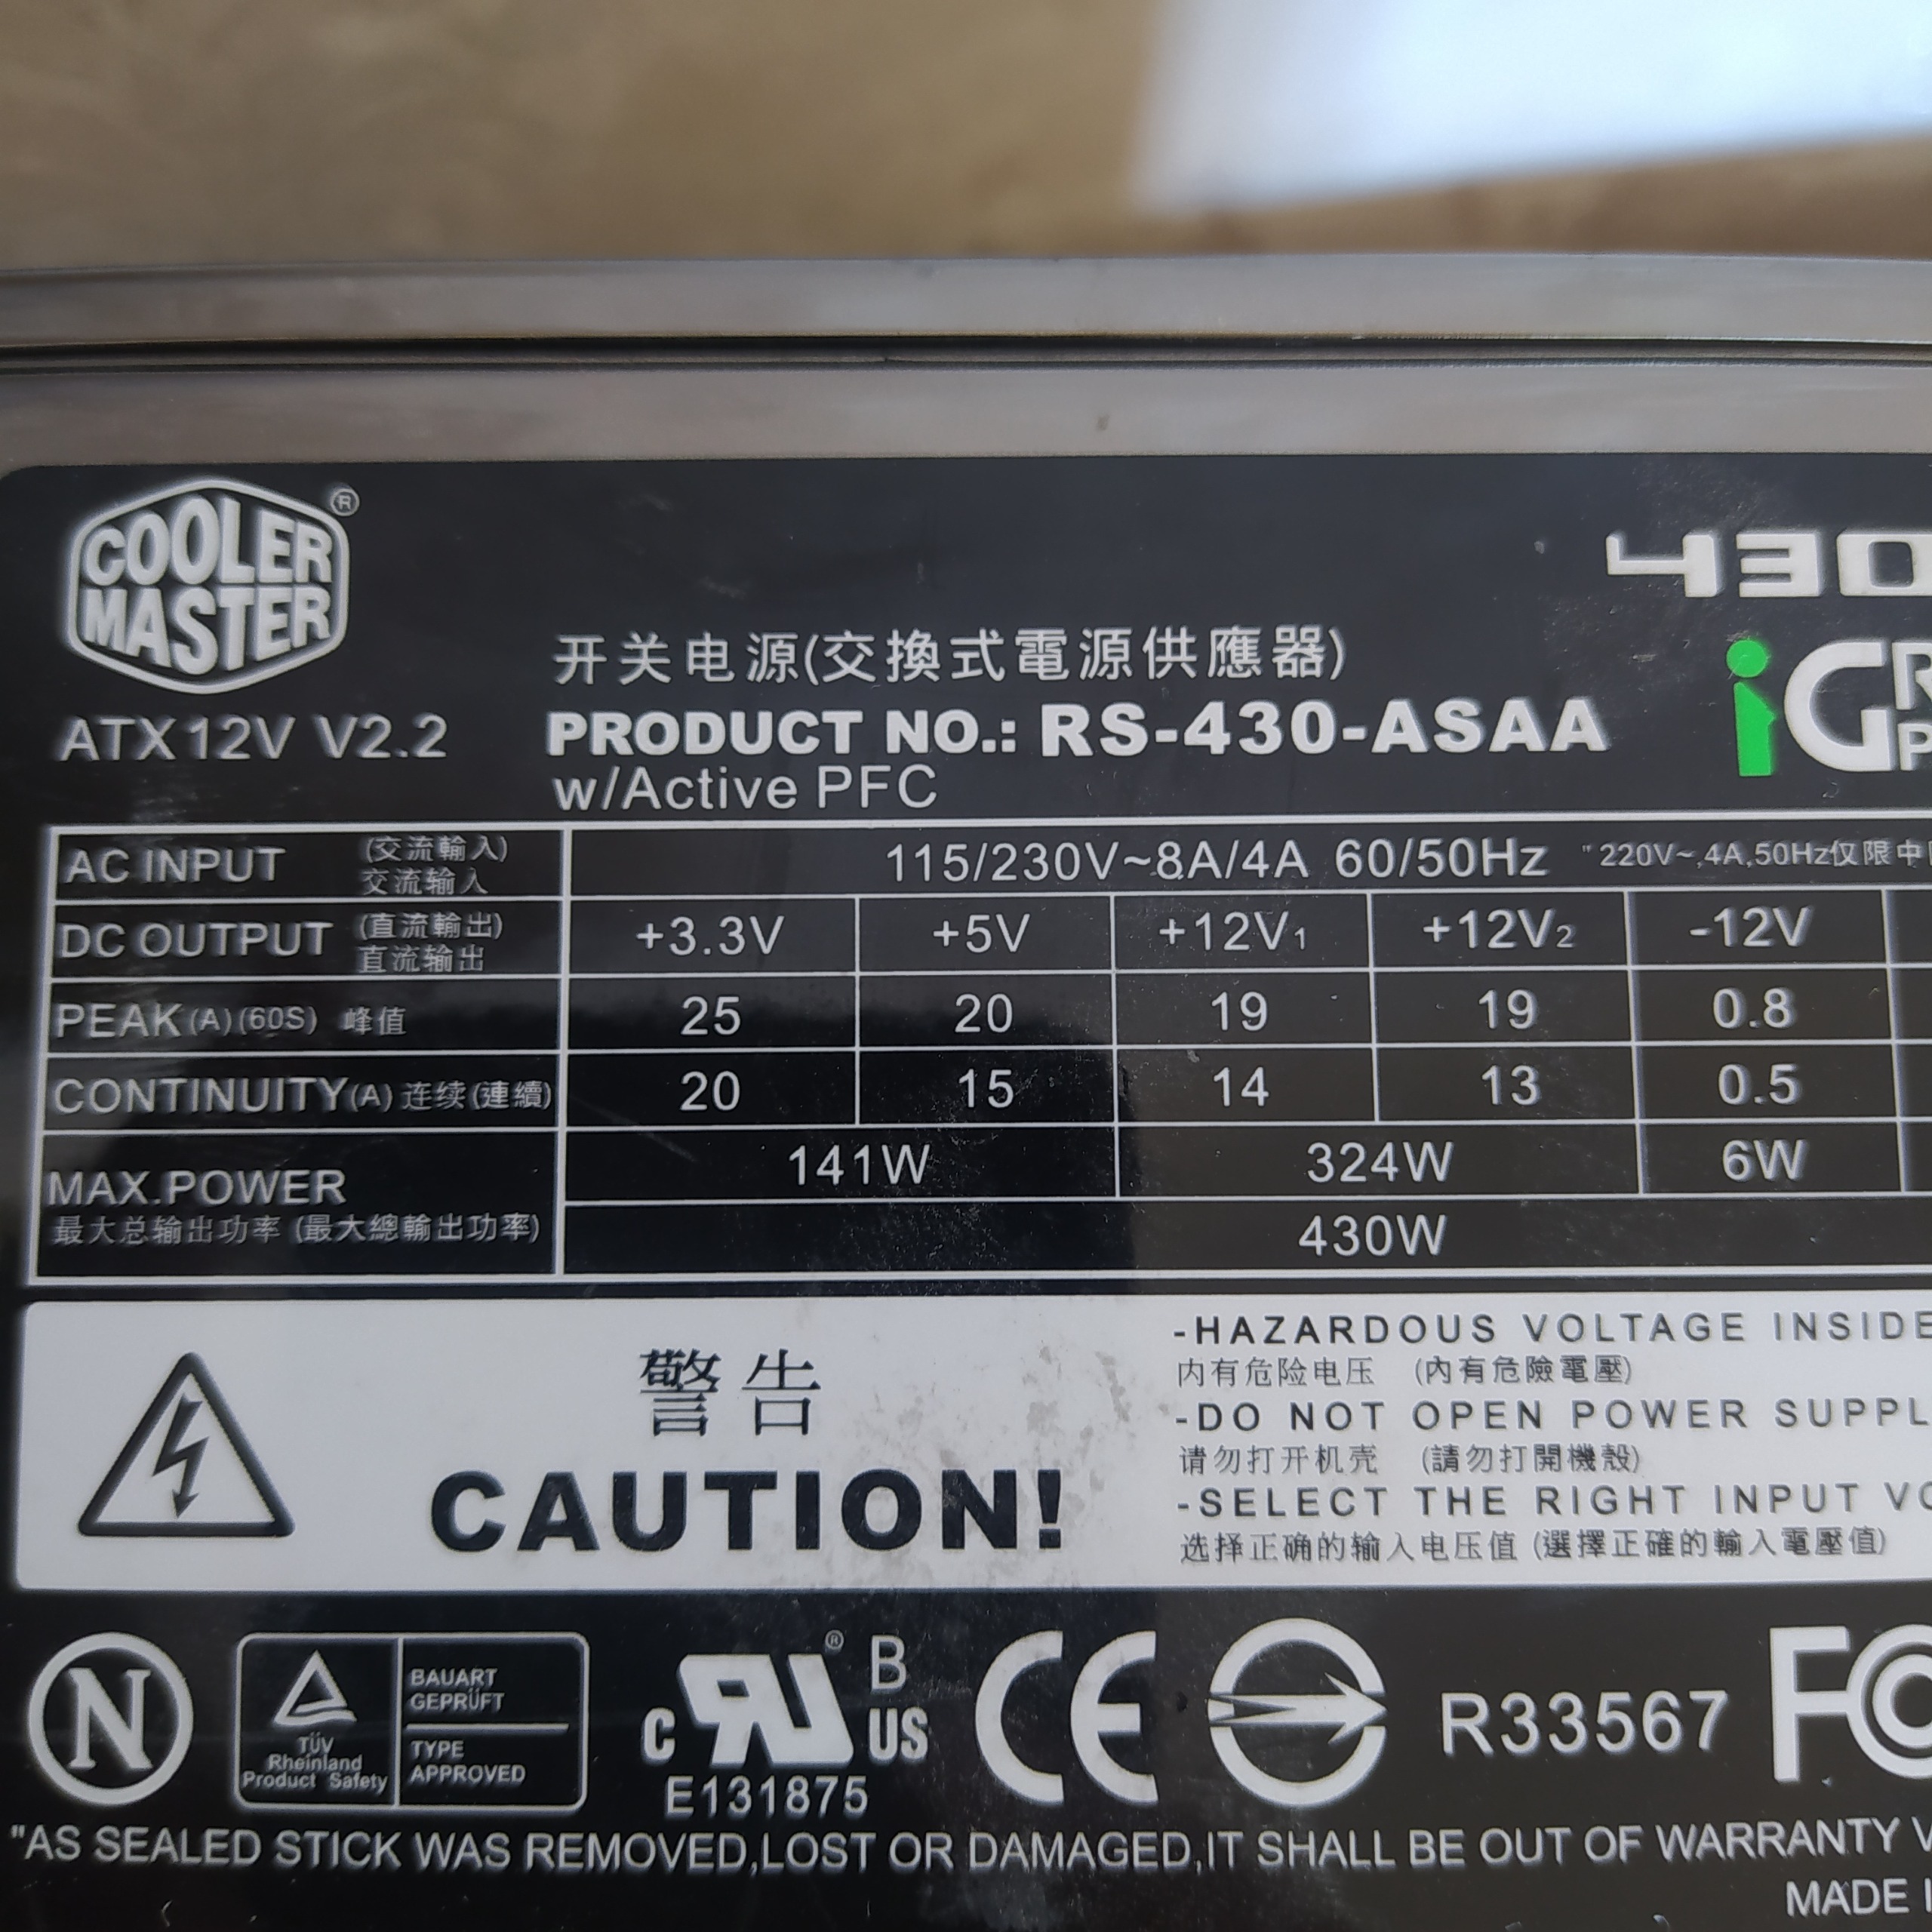 COOLER
MASTER
®
ATX12V V2.2
430
iG
开关电源(交換式電源供應器)
PRODUCT NO.: RS-430-ASAA
w/Active PFC
AC INPUT (交流輸入) 交流输入 115/230V~8A/4A 60/50Hz "220V~,4A,50Hz仅限中
DC OUTPUT (直流輸出) 直流输出 +3.3V +5V +12V1 +12V2 -12V
PEAK(A)(60S) 峰值 25 20 19 19 0.8
CONTINUITY(A) 连续(連續) 20 15 14 13 0.5
MAX.POWER 141W 324W 6W
最大总输出功率 (最大總輸出功率) 430W
警告
CAUTION!
-HAZARDOUS VOLTAGE INSIDE
内有危险电压 (內有危險電壓)
-DO NOT OPEN POWER SUPPL
请勿打开机壳 (請勿打開機殼)
-SELECT THE RIGHT INPUT VO
选择正确的输入电压值 (選擇正確的輸入電壓值)
N
TÜV
Rheinland
Product Safety
BAUART
GEPRÜFT
TYPE
APPROVED
C RU ® B US
E131875
CE
R33567
FC
"AS SEALED STICK WAS REMOVED,LOST OR DAMAGED,IT SHALL BE OUT OF WARRANTY
MADE